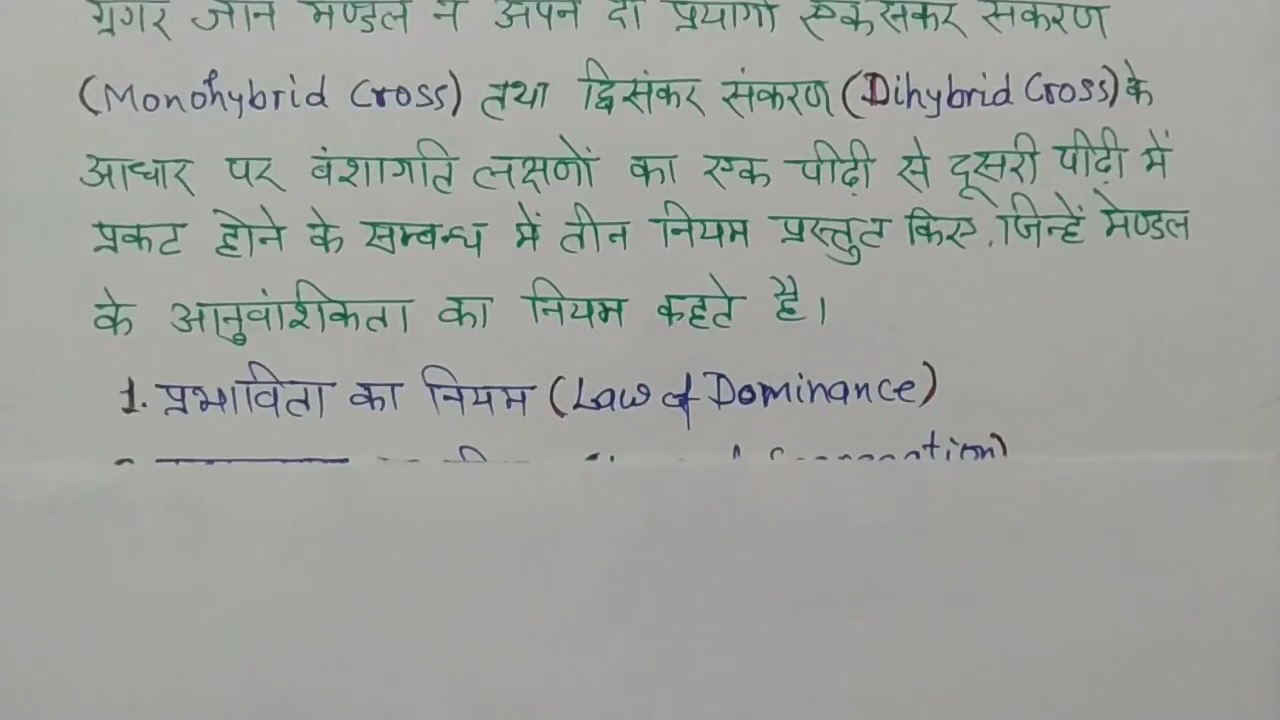 ग्रेगर जॉन मेण्डल ने अपने दो प्रयोगों एक संकर संकरण
(Monohybrid Cross) तथा द्विसंकर संकरण (Dihybrid Cross) के
आधार पर वंशागति लक्षणों का एक पीढ़ी से दूसरी पीढ़ी में
प्रकट होने के सम्बन्ध में तीन नियम प्रस्तुत किए, जिन्हें मेण्डल
के आनुवांशिकता का नियम कहते है।
1. प्रभाविता का नियम (Law of Dominance)